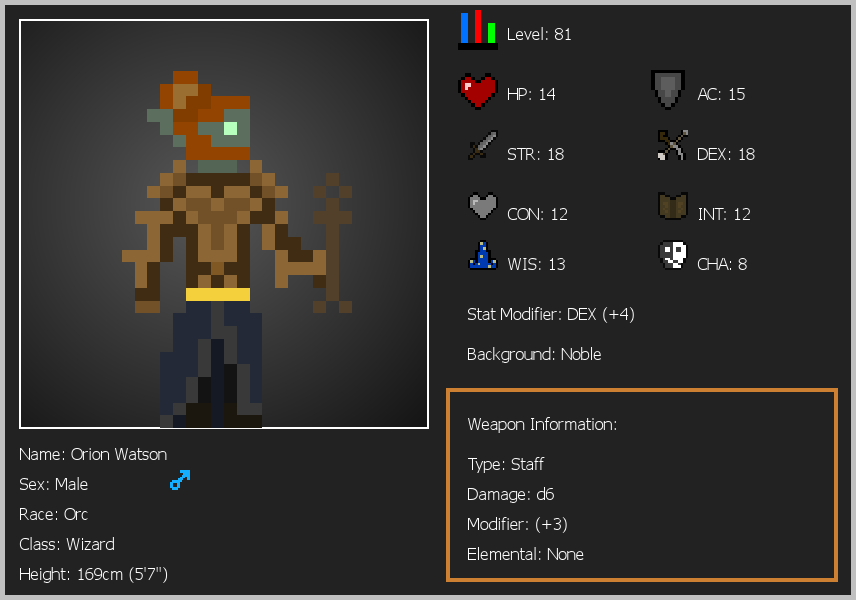 Level: 81
HP: 14
AC: 15
STR: 18
DEX: 18
CON: 12
INT: 12
WIS: 13
CHA: 8
Stat Modifier: DEX (+4)
Background: Noble
Weapon Information:
Type: Staff
Damage: d6
Modifier: (+3)
Elemental: None
Name: Orion Watson
Sex: Male
Race: Orc
Class: Wizard
Height: 169cm (5'7")